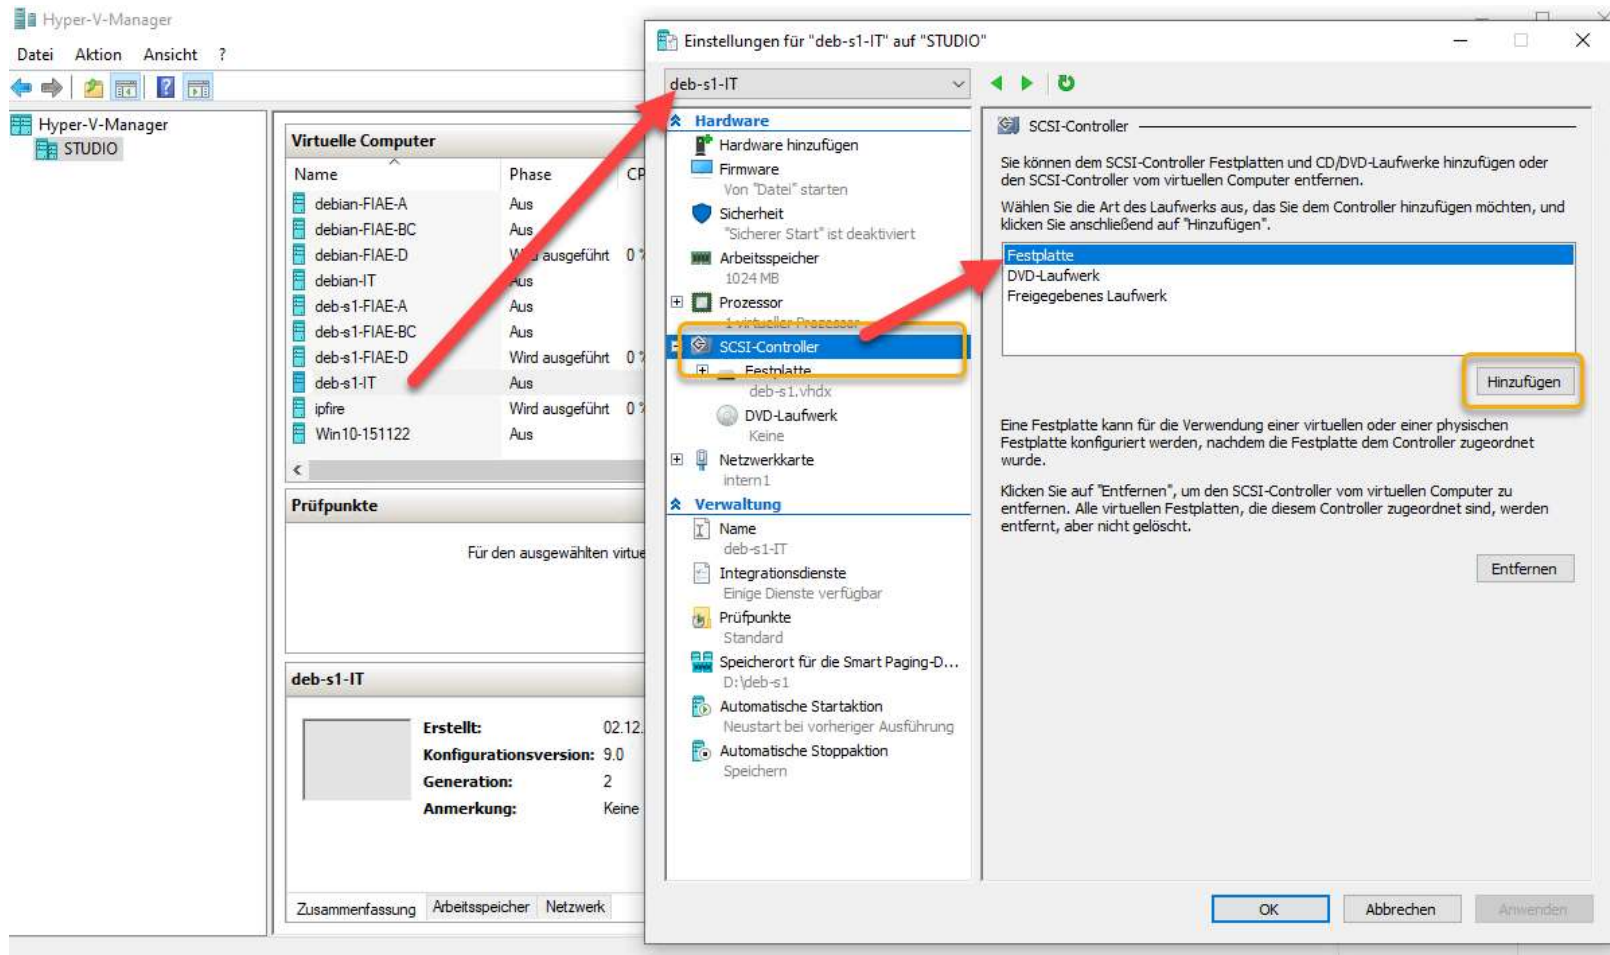 Hyper-V-Manager
Datei Aktion Ansicht ?
Hyper-V-Manager
STUDIO
Virtuelle Computer
Name Phase CP
debian-FIAE-A Aus
debian-FIAE-BC Aus
debian-FIAE-D ausgeführt 0
debian-IT Aus
deb-s1-FIAE-A Aus
deb-s1-FIAE-BC Aus
deb-s1-FIAE-D Wird ausgeführt 0
deb-s1-IT Aus
ipfire Wird ausgeführt 0
Win10-151122 Aus
Prüfpunkte
Für den ausgewählten virtue
deb-s1-IT
Erstellt: 02.12.
Konfigurationsversion: 9.0
Generation: 2
Anmerkung: Keine
Zusammenfassung Arbeitsspeicher Netzwerk
Einstellungen für "deb-s1-IT" auf "STUDIO"
deb-s1-IT
Hardware
Hardware hinzufügen
Firmware
Von "Datei" starten
Sicherheit
"Sicherer Start" ist deaktiviert
Arbeitsspeicher
1024 MB
Prozessor
1 virtueller Prozessor
SCSI-Controller
Festplatte
deb-s1.vhdx
DVD-Laufwerk
Keine
Netzwerkkarte
intern1
Verwaltung
Name
deb-s1-IT
Integrationsdienste
Einige Dienste verfügbar
Prüfpunkte
Standard
Speicherort für die Smart Paging-D...
D:\deb-s1
Automatische Startaktion
Neustart bei vorheriger Ausführung
Automatische Stoppaktion
Speichern
SCSI-Controller
Sie können dem SCSI-Controller Festplatten und CD/DVD-Laufwerke hinzufügen oder
den SCSI-Controller vom virtuellen Computer entfernen.
Wählen Sie die Art des Laufwerks aus, das Sie dem Controller hinzufügen möchten, und
klicken Sie anschließend auf "Hinzufügen".
Festplatte
DVD-Laufwerk
Freigegebenes Laufwerk
Hinzufügen
Eine Festplatte kann für die Verwendung einer virtuellen oder einer physischen
Festplatte konfiguriert werden, nachdem die Festplatte dem Controller zugeordnet
wurde.
Klicken Sie auf "Entfernen", um den SCSI-Controller vom virtuellen Computer zu
entfernen. Alle virtuellen Festplatten, die diesem Controller zugeordnet sind, werden
entfernt, aber nicht gelöscht.
Entfernen
OK Abbrechen Anwenden